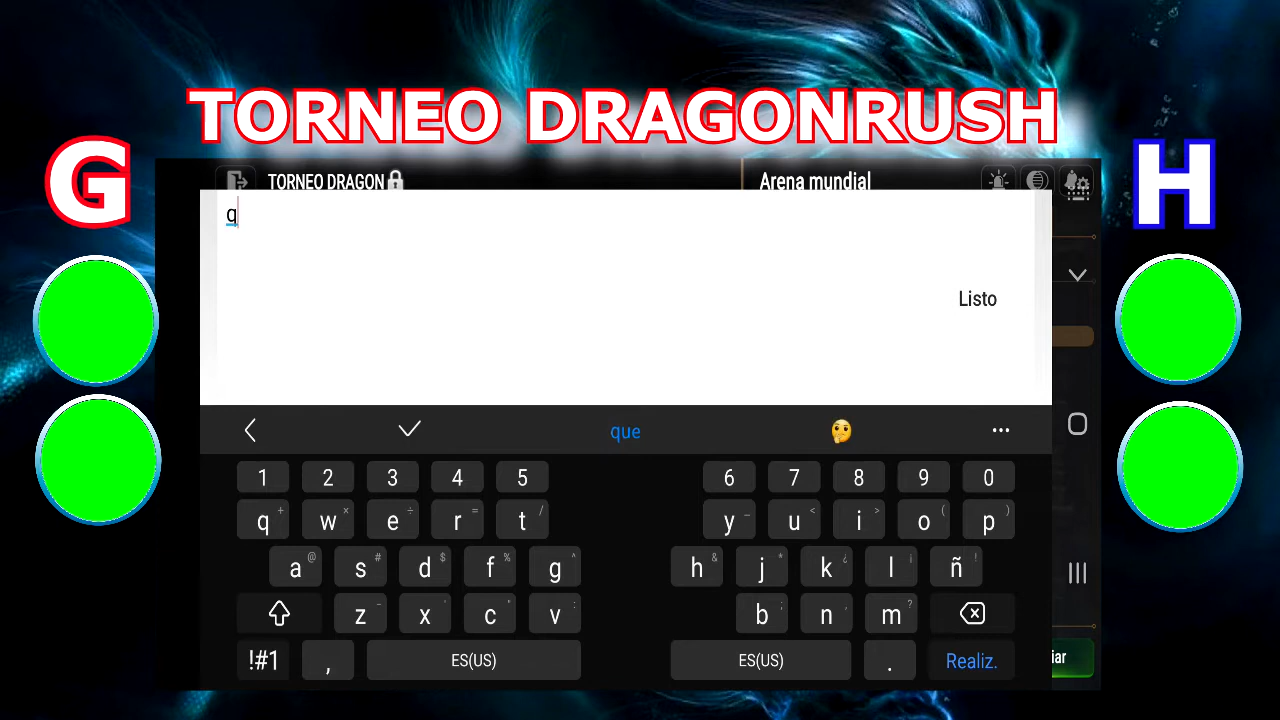 TORNEO DRAGONRUSH
G
H
TORNEO DRAGON
Arena mundial
q
Listo
que
1 2 3 4 5 6 7 8 9 0
q + w × e ÷ r = t / y _ u < i > o ( p )
a @ s # d $ f % g ^ h & j * k ¿ l ¡ ñ !
z - x ' c " v : b ; n , m ?
!#1 , ES(US) ES(US) . Realiz.
iar